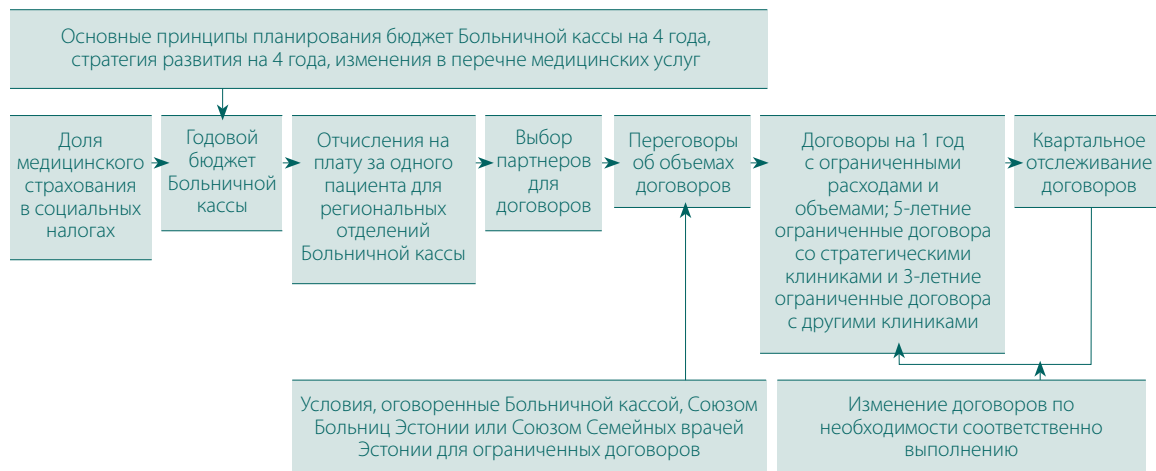 Основные принципы планирования бюджет Больничной кассы на 4 года,
стратегия развития на 4 года, изменения в перечне медицинских услуг
Доля
медицинского
страхования
в социальных
налогах
Годовой
бюджет
Больничной
кассы
Отчисления на
плату за одного
пациента для
региональных
отделений
Больничной кассы
Выбор
партнеров
для
договоров
Переговоры
об объемах
договоров
Договоры на 1 год
с ограниченными
расходами и
объемами; 5-летние
ограниченные договора
со стратегическими
клиниками и 3-летние
ограниченные договора
с другими клиниками
Квартальное
отслеживание
договоров
Условия, оговоренные Больничной кассой, Союзом
Больниц Эстонии или Союзом Семейных врачей
Эстонии для ограниченных договоров
Изменение договоров по
необходимости соответственно
выполнению